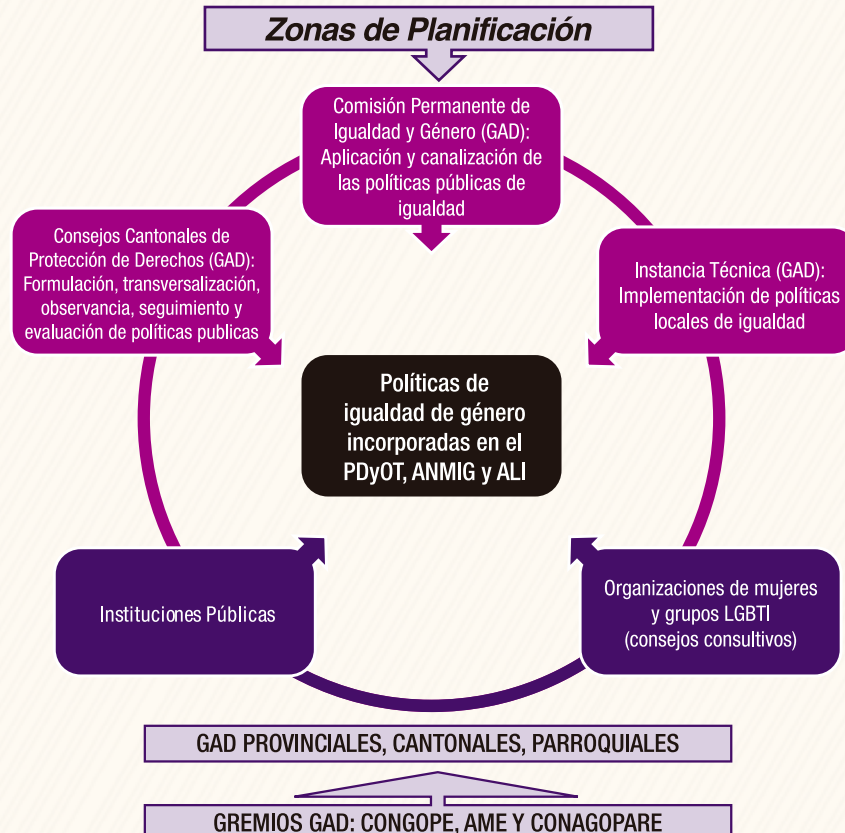 Zonas de Planificación
Comisión Permanente de
Igualdad y Género (GAD):
Aplicación y canalización de
las políticas públicas de
igualdad
Consejos Cantonales de
Protección de Derechos (GAD):
Formulación, transversalización,
observancia, seguimiento y
evaluación de políticas publicas
Instancia Técnica (GAD):
Implementación de políticas
locales de igualdad
Políticas de
igualdad de género
incorporadas en el
PDyOT, ANMIG y ALI
Instituciones Públicas
Organizaciones de mujeres
y grupos LGBTI
(consejos consultivos)
GAD PROVINCIALES, CANTONALES, PARROQUIALES
GREMIOS GAD: CONGOPE, AME Y CONAGOPARE